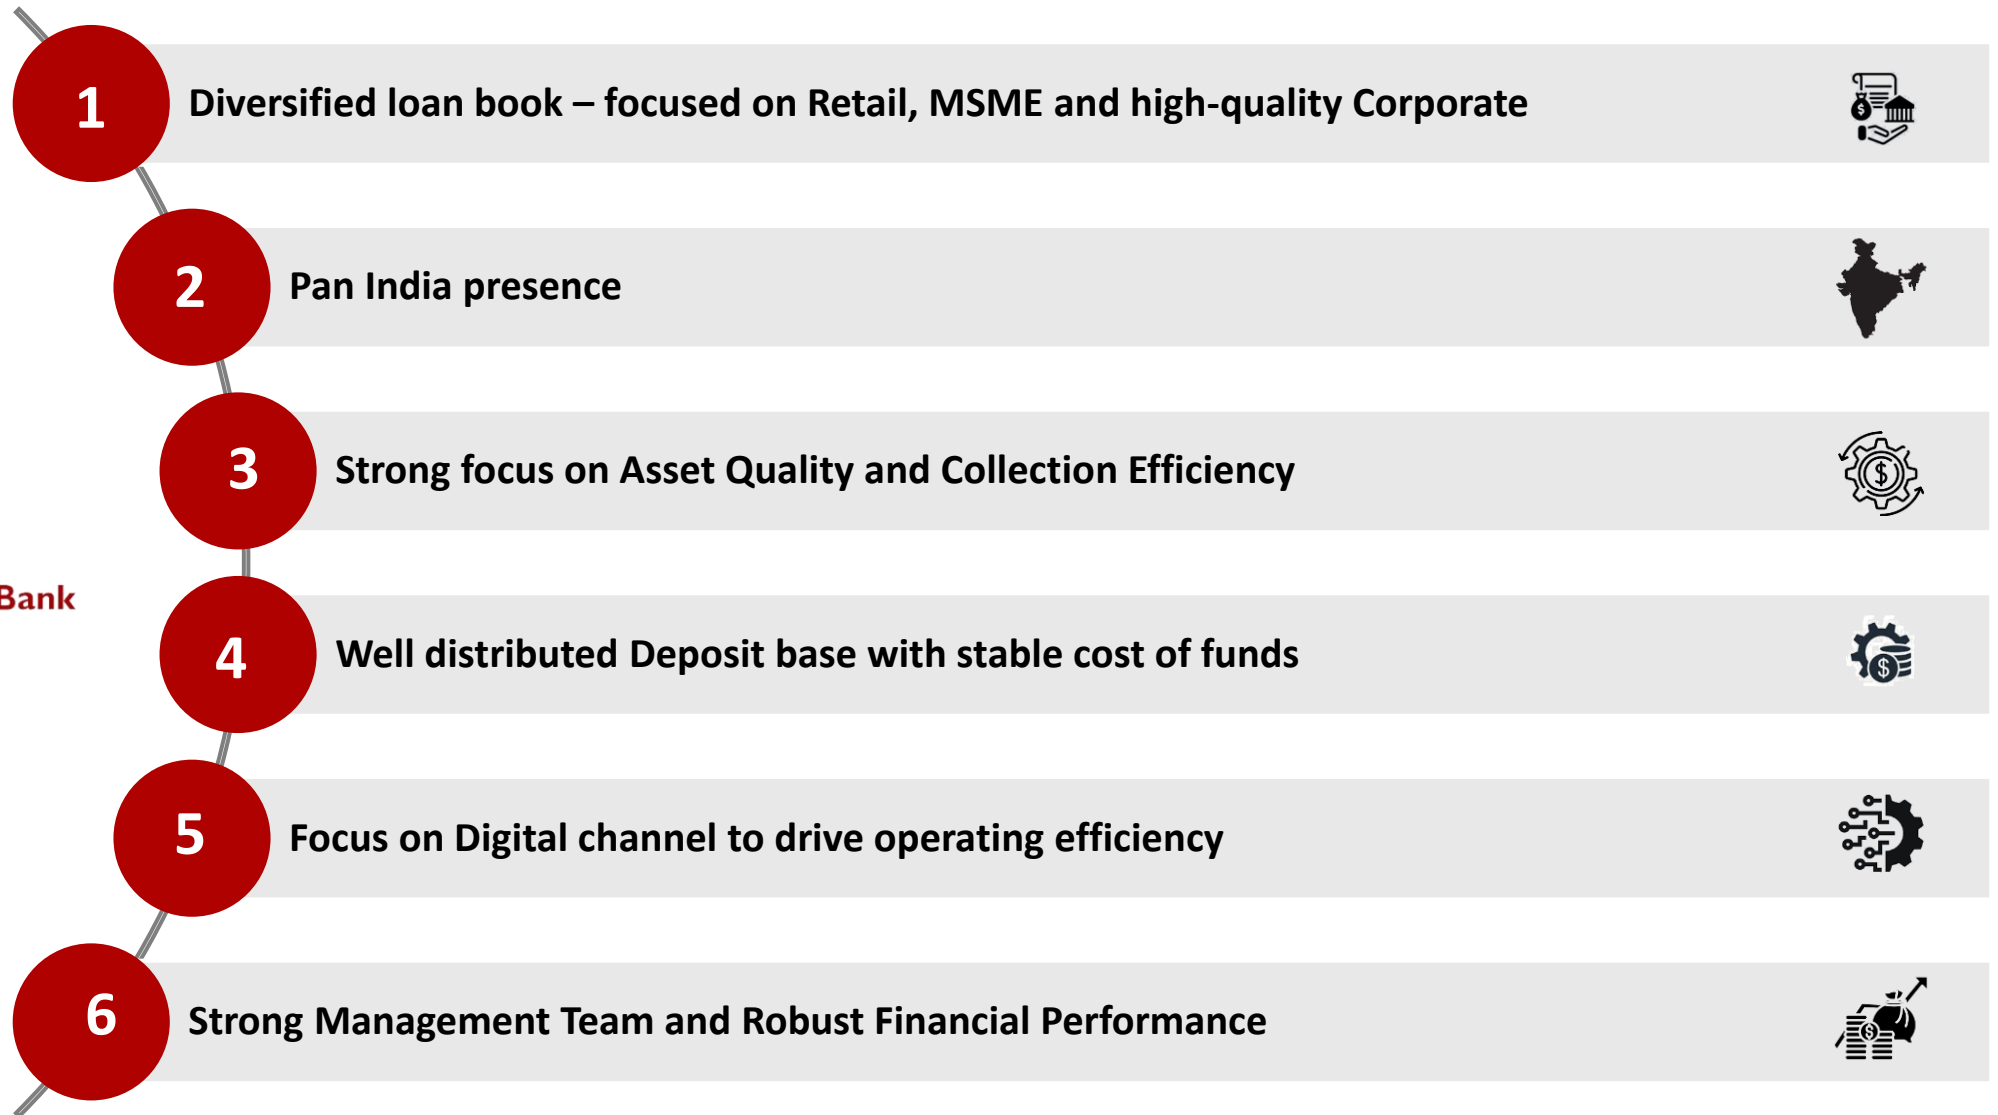 1
Diversified loan book – focused on Retail, MSME and high-quality Corporate
2
Pan India presence
3
Strong focus on Asset Quality and Collection Efficiency
Bank
4
Well distributed Deposit base with stable cost of funds
5
Focus on Digital channel to drive operating efficiency
6
Strong Management Team and Robust Financial Performance